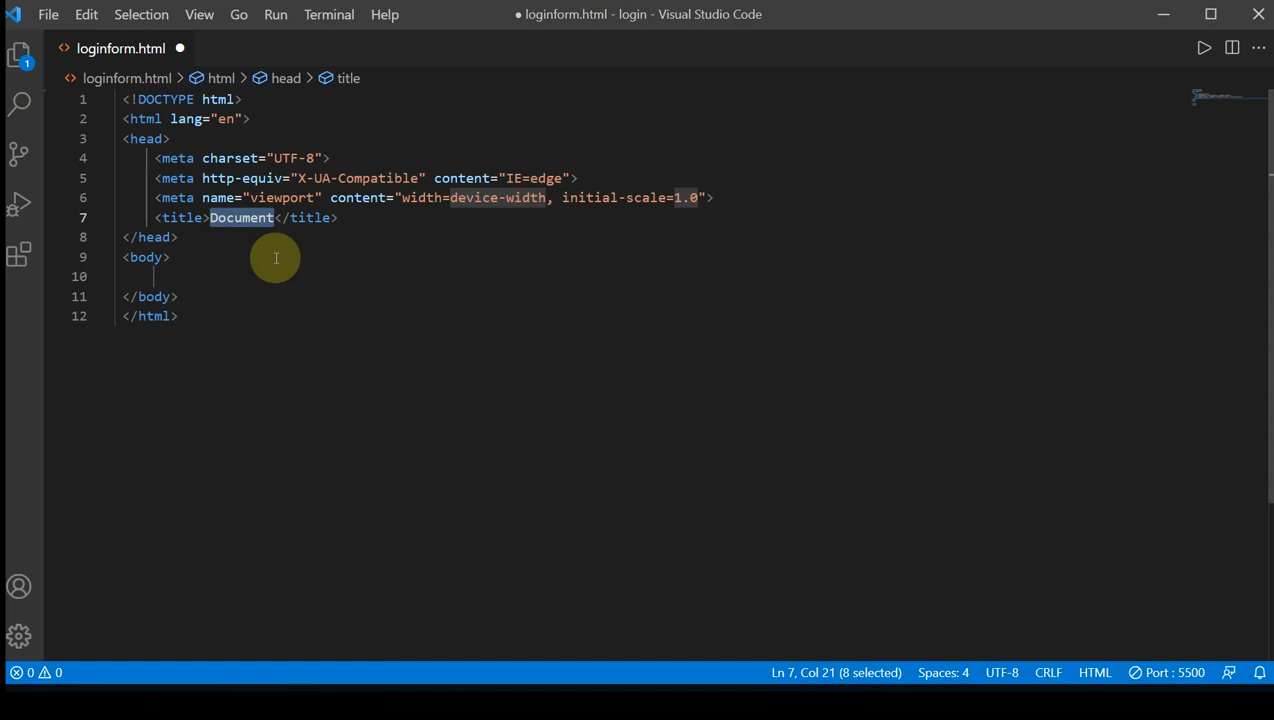 File Edit Selection View Go Run Terminal Help ● loginform.html - login - Visual Studio Code
loginform.html ●
1
loginform.html > html > head > title
1 <!DOCTYPE html>
2 <html lang="en">
3 <head>
4 <meta charset="UTF-8">
5 <meta http-equiv="X-UA-Compatible" content="IE=edge">
6 <meta name="viewport" content="width=device-width, initial-scale=1.0">
7 <title>Document</title>
8 </head>
9 <body>
10
11 </body>
12 </html>
0 0 Ln 7, Col 21 (8 selected) Spaces: 4 UTF-8 CRLF HTML Port : 5500